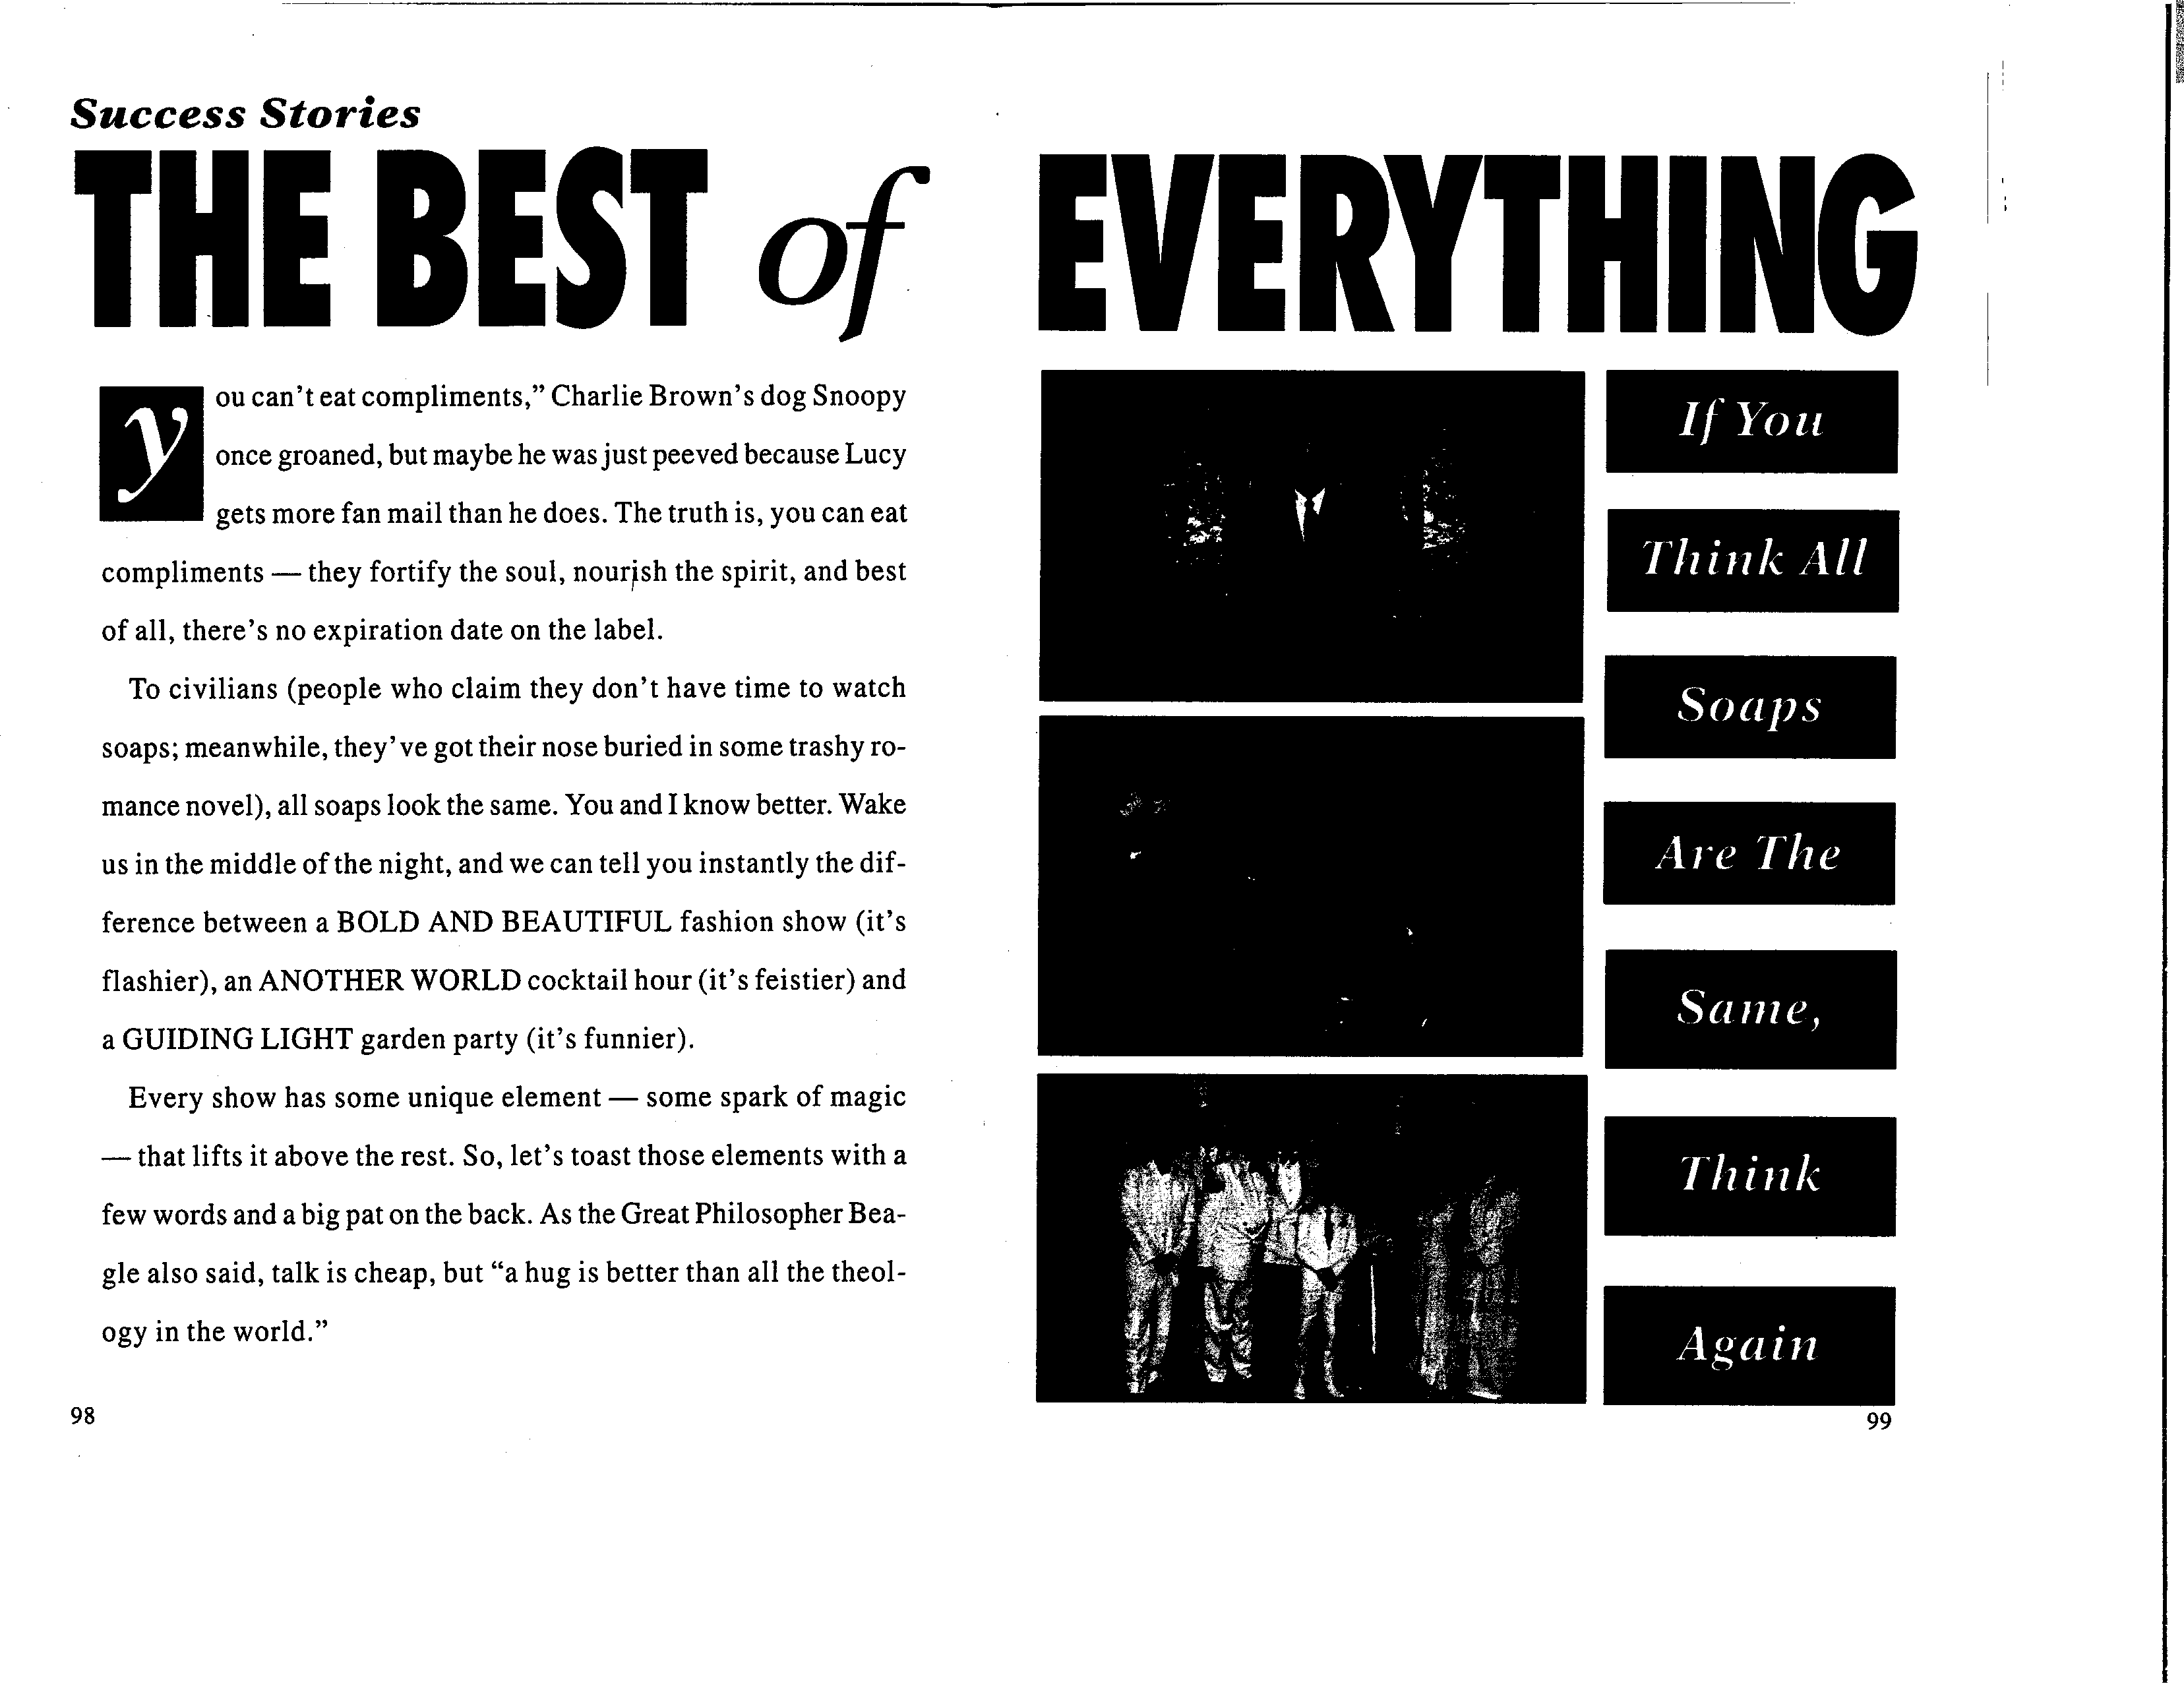 Success Stories
THE BEST of EVERYTHING
you can't eat compliments,” Charlie Brown's dog Snoopy
once groaned, but maybe he was just peeved because Lucy
gets more fan mail than he does. The truth is, you can eat
compliments — they fortify the soul, nourish the spirit, and best
of all, there's no expiration date on the label.
To civilians (people who claim they don't have time to watch
soaps; meanwhile, they've got their nose buried in some trashy ro-
mance novel), all soaps look the same. You and I know better. Wake
us in the middle of the night, and we can tell you instantly the dif-
ference between a BOLD AND BEAUTIFUL fashion show (it's
flashier), an ANOTHER WORLD cocktail hour (it's feistier) and
a GUIDING LIGHT garden party (it's funnier).
Every show has some unique element — some spark of magic
— that lifts it above the rest. So, let's toast those elements with a
few words and a big pat on the back. As the Great Philosopher Bea-
gle also said, talk is cheap, but “a hug is better than all the theol-
ogy in the world.”
98
If You
Think All
Soaps
Are The
Same,
Think
Again
99